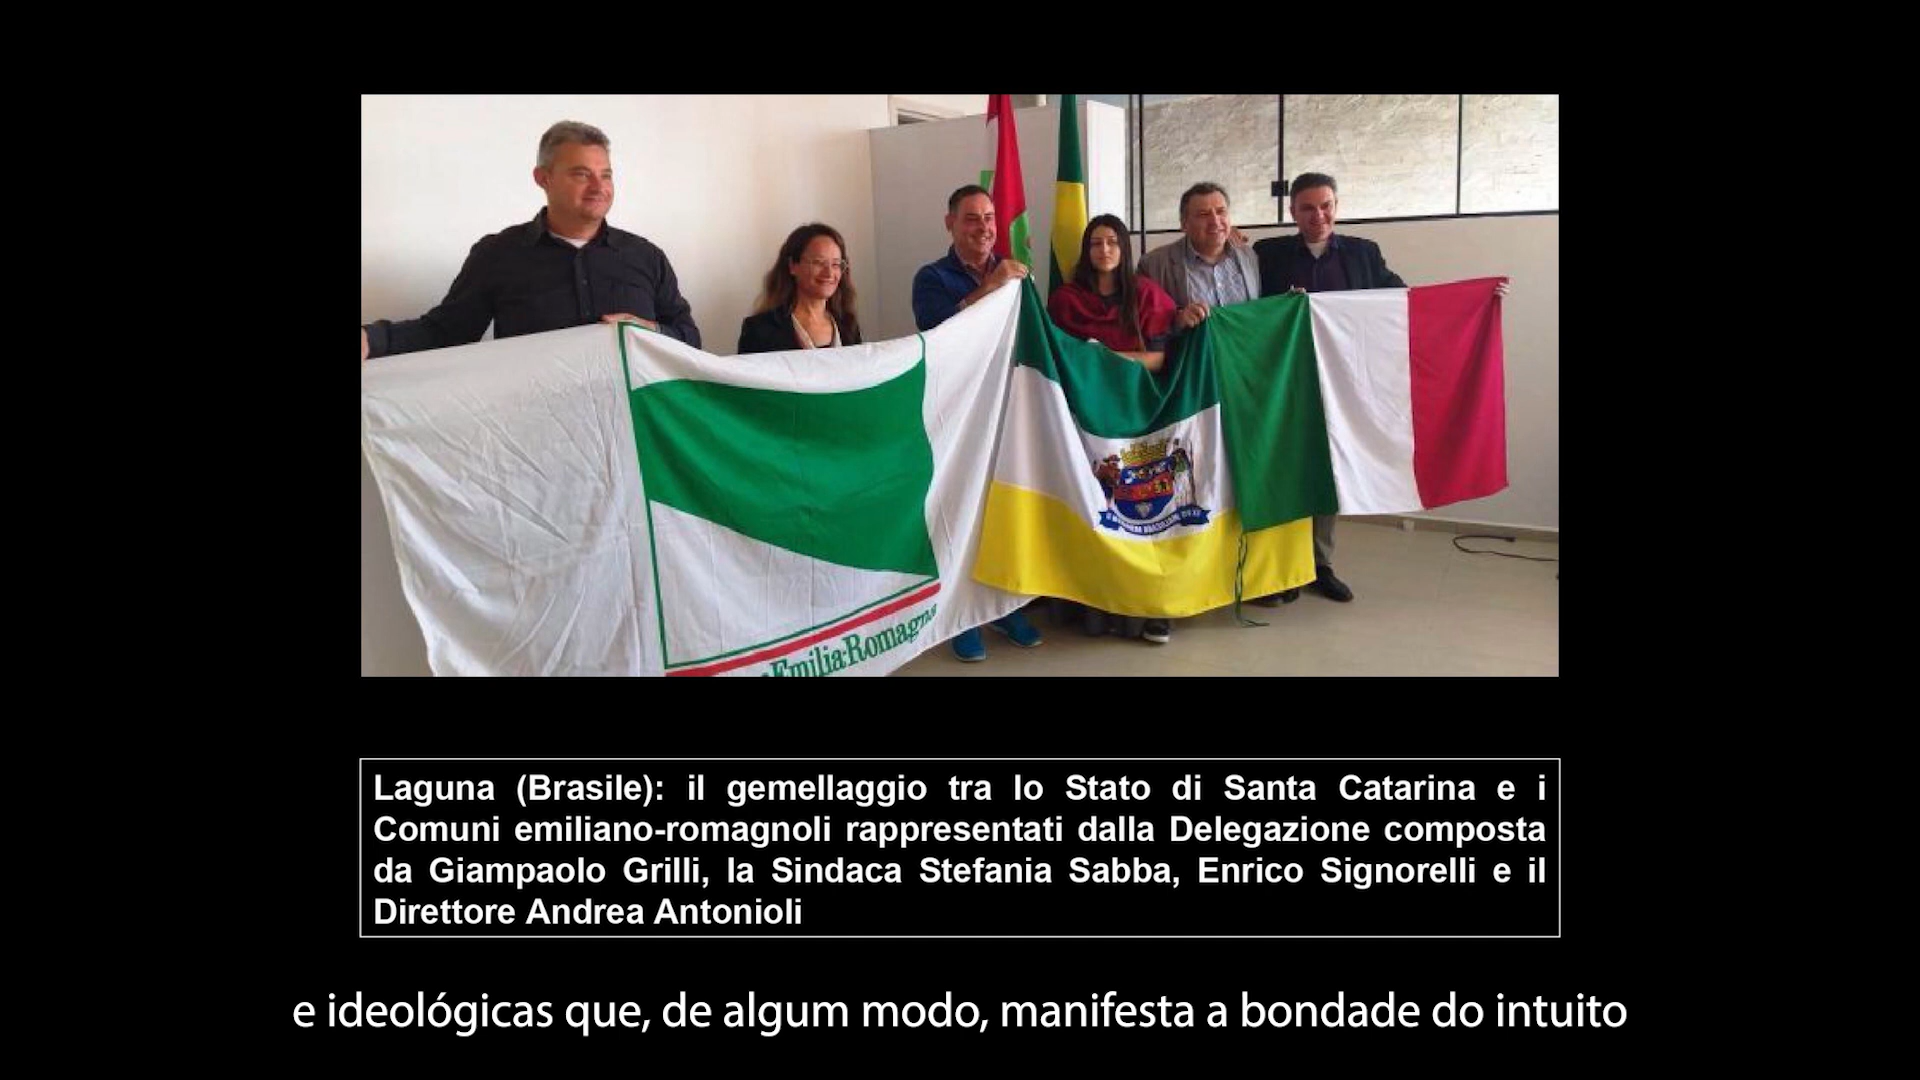 Emilia-Romagna
Laguna (Brasile): il gemellaggio tra lo Stato di Santa Catarina e i
Comuni emiliano-romagnoli rappresentati dalla Delegazione composta
da Giampaolo Grilli, la Sindaca Stefania Sabba, Enrico Signorelli e il
Direttore Andrea Antonioli
e ideológicas que, de algum modo, manifesta a bondade do intuito